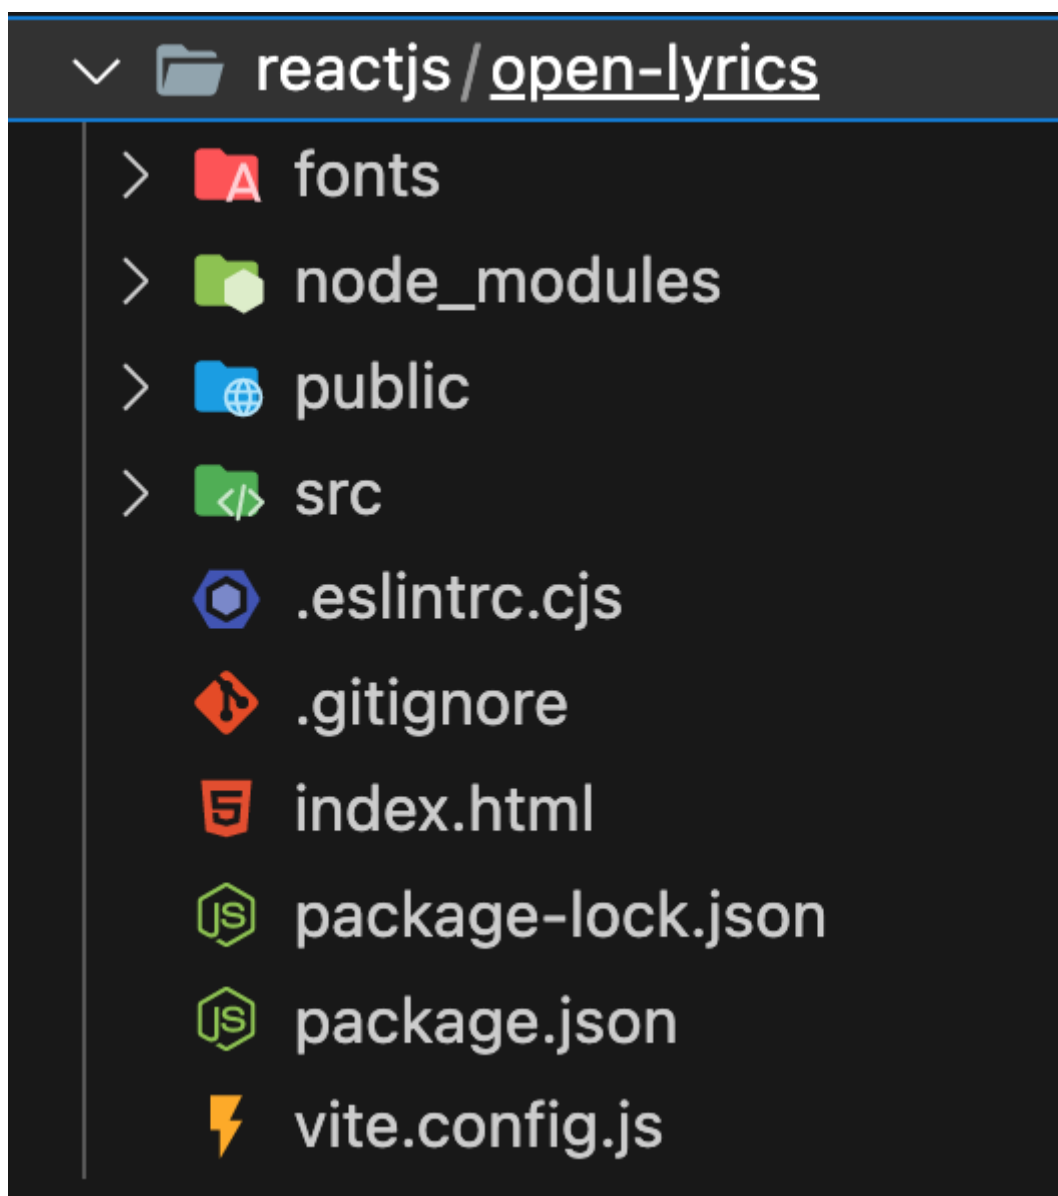 reactjs/open-lyrics
fonts
node_modules
public
src
.eslintrc.cjs
.gitignore
index.html
package-lock.json
package.json
vite.config.js